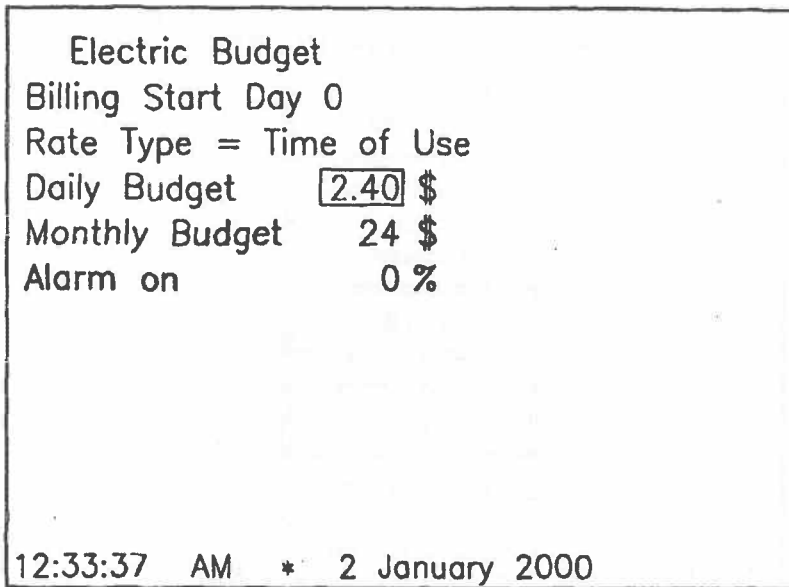 Electric Budget
Billing Start Day 0
Rate Type = Time of Use
Daily Budget 2.40 $
Monthly Budget 24 $
Alarm on 0 %
12:33:37 AM * 2 January 2000